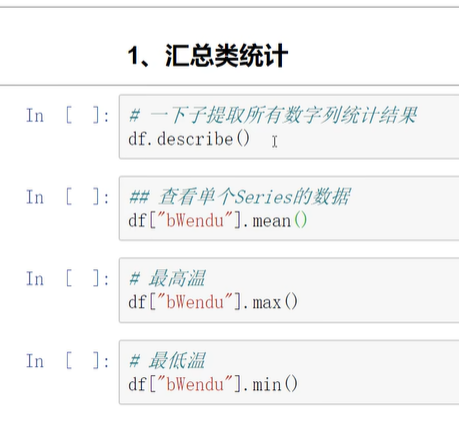 1、汇总类统计
In [ ]: # 一下子提取所有数字列统计结果
df.describe()
In [ ]: ## 查看单个Series的数据
df["bWendu"].mean()
In [ ]: # 最高温
df["bWendu"].max()
In [ ]: # 最低温
df["bWendu"].min()